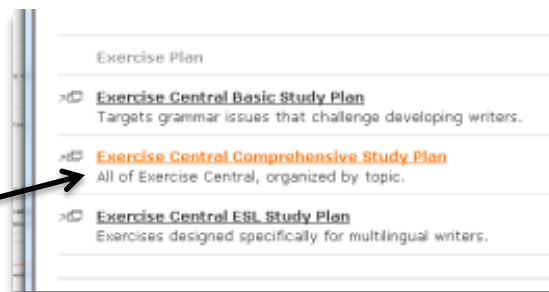 Exercise Plan
Exercise Central Basic Study Plan
Targets grammar issues that challenge developing writers.
Exercise Central Comprehensive Study Plan
All of Exercise Central, organized by topic.
Exercise Central ESL Study Plan
Exercises designed specifically for multilingual writers.